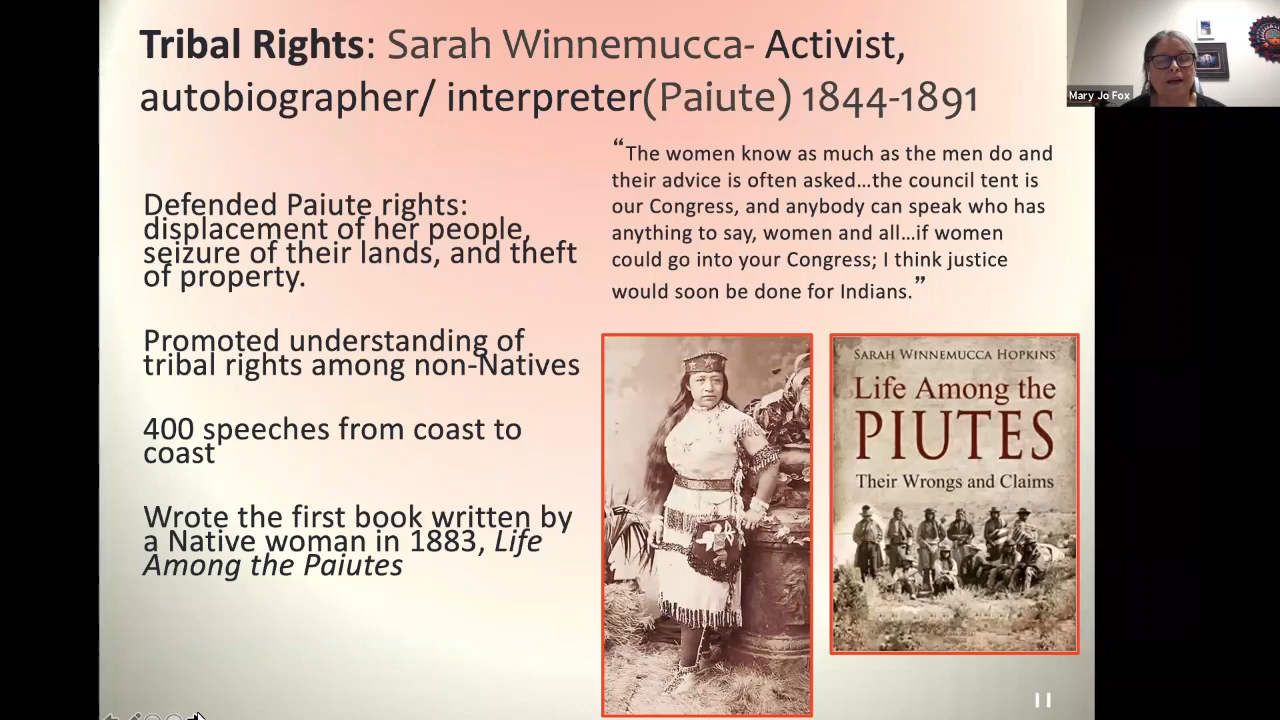 Tribal Rights: Sarah Winnemucca- Activist,
autobiographer/ interpreter(Paiute) 1844-1891
Mary Jo Fox
Defended Paiute rights:
displacement of her people,
seizure of their lands, and theft
of property.
Promoted understanding of
tribal rights among non-Natives
400 speeches from coast to
coast
Wrote the first book written by
a Native woman in 1883, Life
Among the Paiutes
“The women know as much as the men do and
their advice is often asked…the council tent is
our Congress, and anybody can speak who has
anything to say, women and all…if women
could go into your Congress; I think justice
would soon be done for Indians.”
SARAH WINNEMUCCA HOPKINS
Life Among the
PIUTES
Their Wrongs and Claims
11